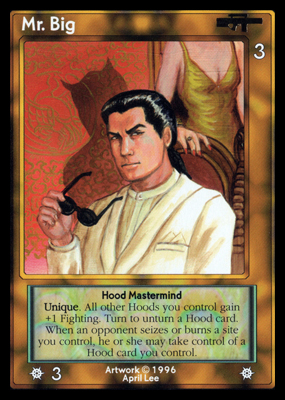 Mr. Big
3
Hood Mastermind
Unique. All other Hoods you control gain
+1 Fighting. Turn to unturn a Hood card.
When an opponent seizes or burns a site
you control, he or she may take control of a
Hood card you control.
3
Artwork © 1996
April Lee